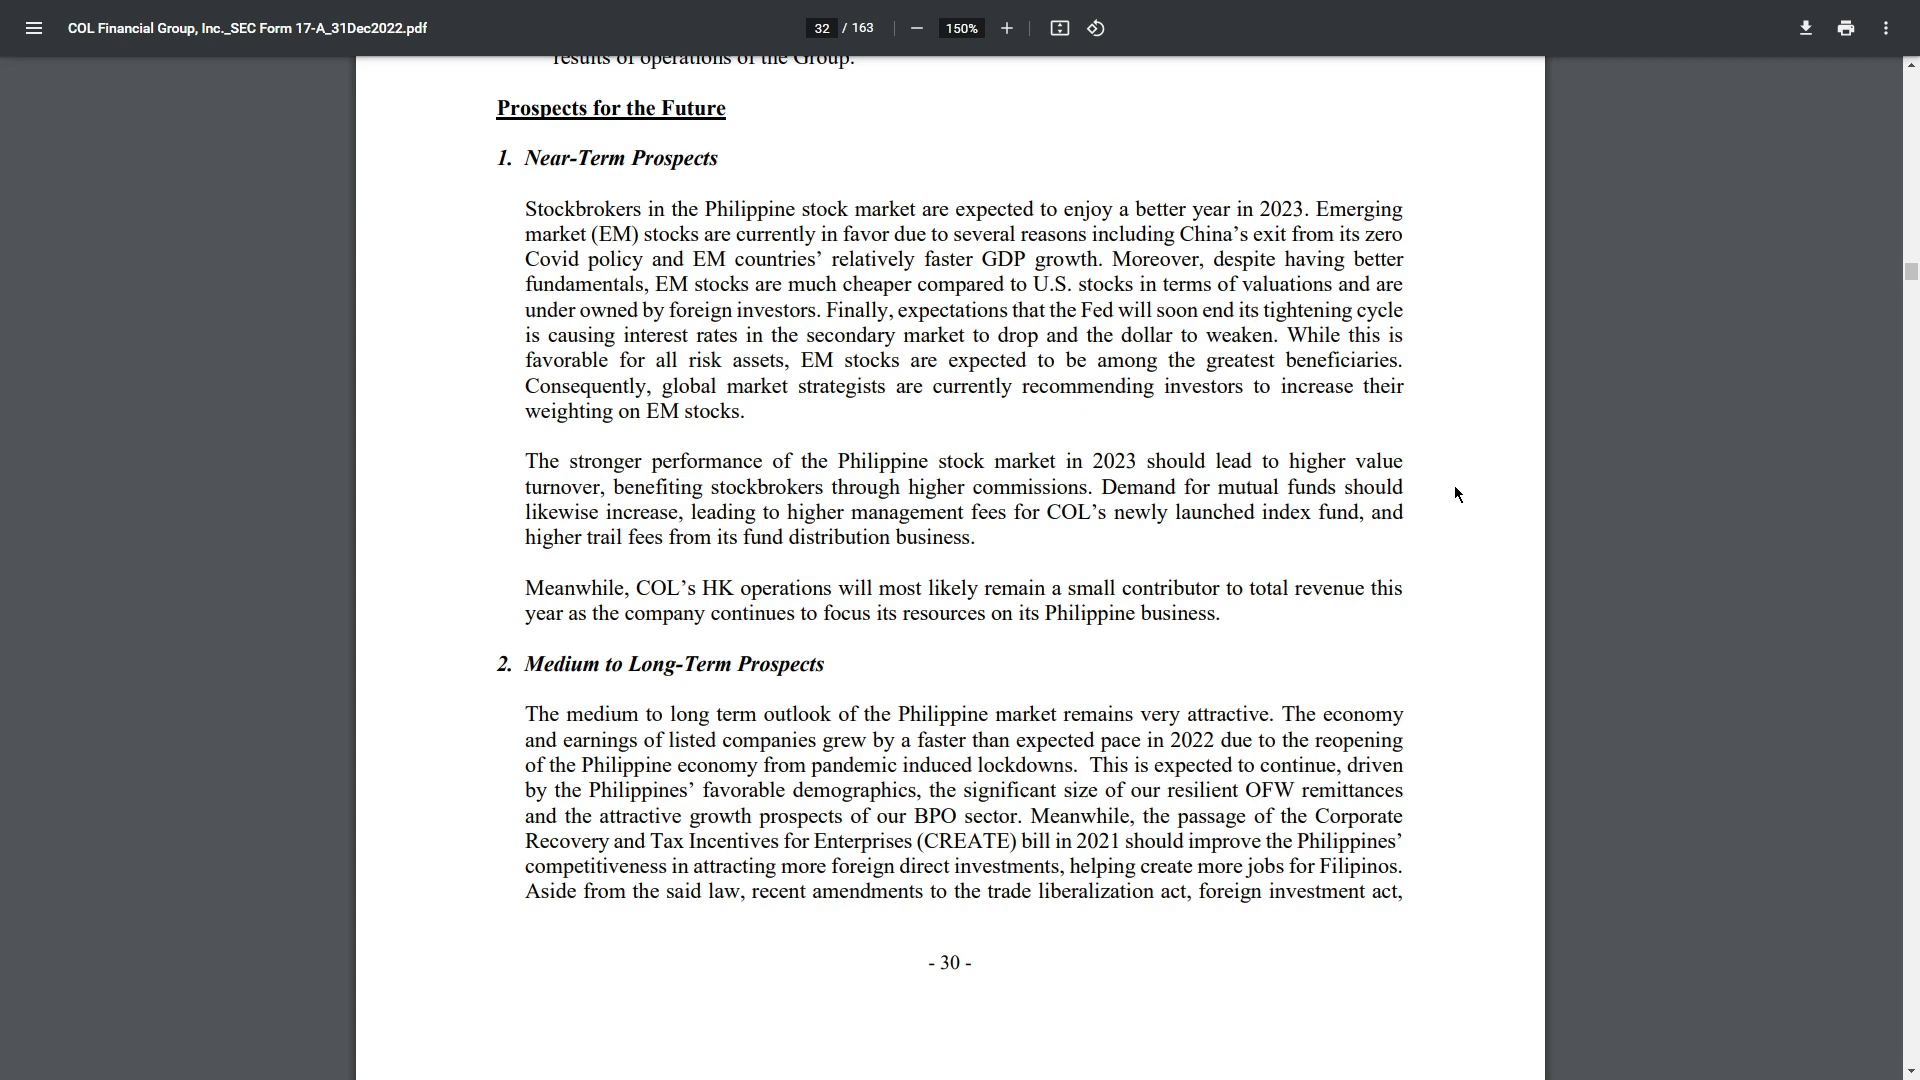 COL Financial Group, Inc._SEC Form 17-A_31Dec2022.pdf
32 / 163
150%
results of operations of the Group.
Prospects for the Future
1. Near-Term Prospects
Stockbrokers in the Philippine stock market are expected to enjoy a better year in 2023. Emerging
market (EM) stocks are currently in favor due to several reasons including China’s exit from its zero
Covid policy and EM countries’ relatively faster GDP growth. Moreover, despite having better
fundamentals, EM stocks are much cheaper compared to U.S. stocks in terms of valuations and are
under owned by foreign investors. Finally, expectations that the Fed will soon end its tightening cycle
is causing interest rates in the secondary market to drop and the dollar to weaken. While this is
favorable for all risk assets, EM stocks are expected to be among the greatest beneficiaries.
Consequently, global market strategists are currently recommending investors to increase their
weighting on EM stocks.
The stronger performance of the Philippine stock market in 2023 should lead to higher value
turnover, benefiting stockbrokers through higher commissions. Demand for mutual funds should
likewise increase, leading to higher management fees for COL’s newly launched index fund, and
higher trail fees from its fund distribution business.
Meanwhile, COL’s HK operations will most likely remain a small contributor to total revenue this
year as the company continues to focus its resources on its Philippine business.
2. Medium to Long-Term Prospects
The medium to long term outlook of the Philippine market remains very attractive. The economy
and earnings of listed companies grew by a faster than expected pace in 2022 due to the reopening
of the Philippine economy from pandemic induced lockdowns. This is expected to continue, driven
by the Philippines’ favorable demographics, the significant size of our resilient OFW remittances
and the attractive growth prospects of our BPO sector. Meanwhile, the passage of the Corporate
Recovery and Tax Incentives for Enterprises (CREATE) bill in 2021 should improve the Philippines’
competitiveness in attracting more foreign direct investments, helping create more jobs for Filipinos.
Aside from the said law, recent amendments to the trade liberalization act, foreign investment act,
- 30 -